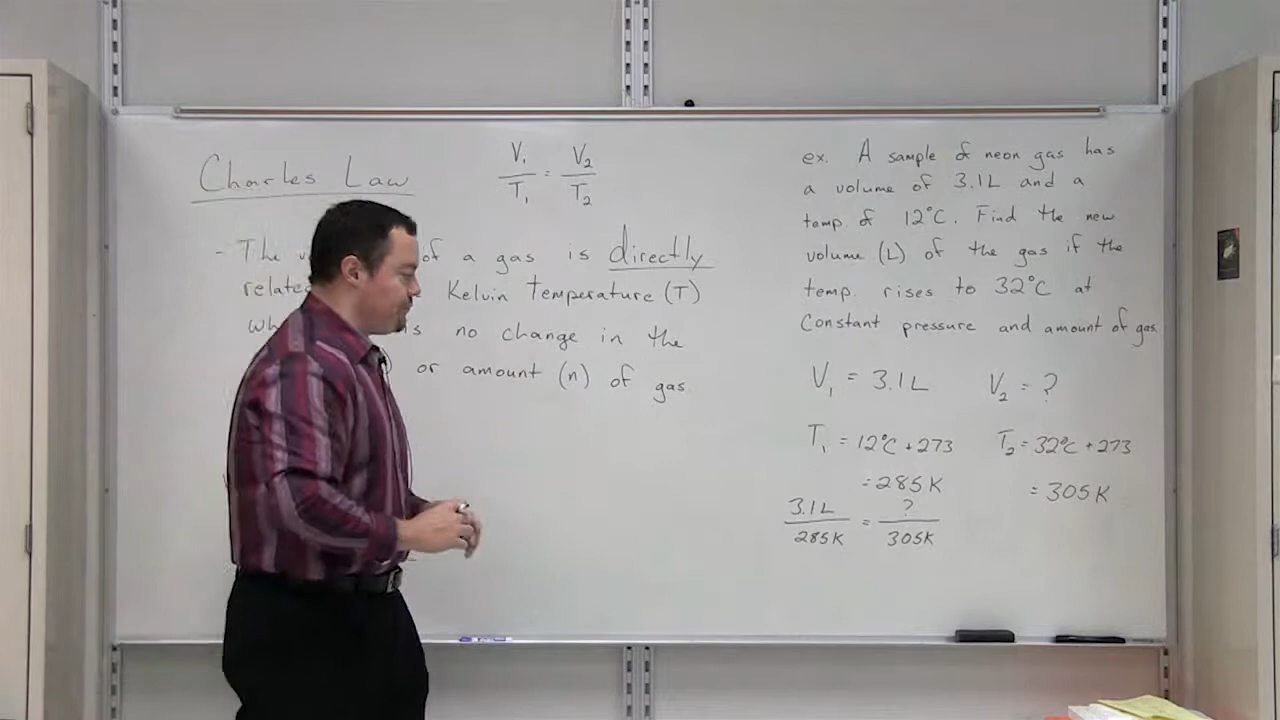 Charles Law
V₁/T₁ = V₂/T₂
- The of a gas is directly
Kelvin Temperature (T)
no change in the
or amount (n) of gas
ex. A sample of neon gas has
a volume of 3.1L and a
temp. of 12°C. Find the new
volume (L) of the gas if the
temp. rises to 32°C at
Constant pressure and amount of gas.
V₁ = 3.1L V₂ = ?
T₁ = 12°C + 273 T₂ = 32°C + 273
= 285K = 305K
3.1L/285K = ?/305K